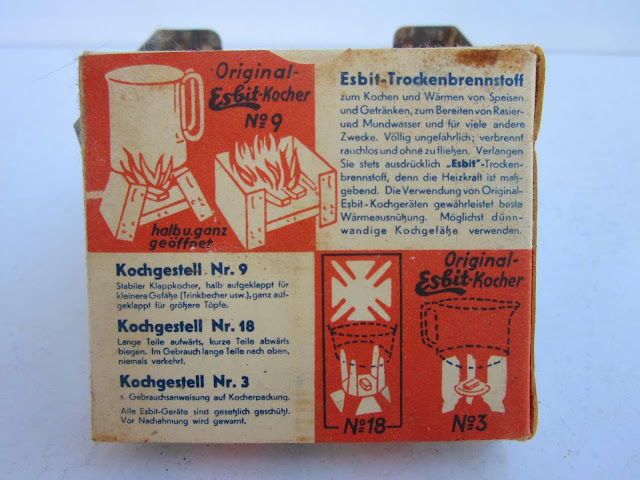 Original-
Esbit-Kocher
Nº 9
halb u. ganz
geöffnet
Esbit-Trockenbrennstoff
zum Kochen und Wärmen von Speisen
und Getränken, zum Bereiten von Rasier-
und Mundwasser und für viele andere
Zwecke. Völlig ungefährlich; verbrennt
rauchlos und ohne zu fließen. Verlangen
Sie stets ausdrücklich „Esbit"-Trocken-
brennstoff, denn die Heizkraft ist maß-
gebend. Die Verwendung von Original-
Esbit-Kochgeräten gewährleistet beste
Wärmeausnützung. Möglichst dünn-
wandige Kochgefäße verwenden.
Kochgestell Nr. 9
Stabiler Klappkocher, halb aufgeklappt für
kleinere Gefäße (Trinkbecher usw.), ganz auf-
geklappt für größere Töpfe.
Kochgestell Nr. 18
Lange Teile aufwärts, kurze Teile abwärts
biegen. Im Gebrauch lange Teile nach oben,
niemals verkehrt.
Kochgestell Nr. 3
s. Gebrauchsanweisung auf Kocherpackung.
Alle Esbit-Geräte sind gesetzlich geschützt.
Vor Nachahmung wird gewarnt.
Original-
Esbit-Kocher
Nº 18
Nº 3